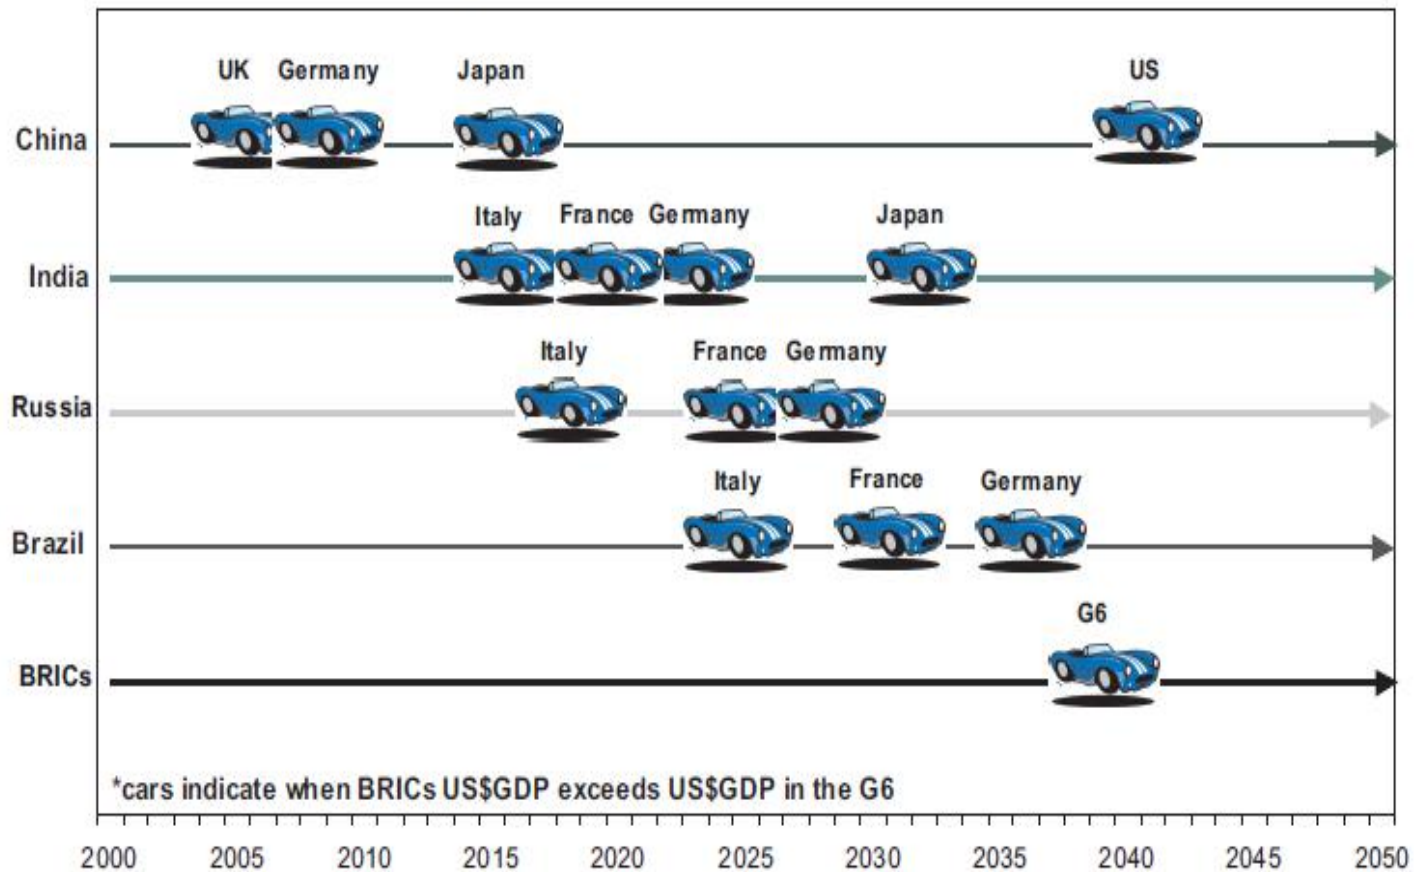 UK Germany Japan US
China
Italy France Germany Japan
India
Italy France Germany
Russia
Italy France Germany
Brazil
G6
BRICs
*cars indicate when BRICs US$GDP exceeds US$GDP in the G6
2000 2005 2010 2015 2020 2025 2030 2035 2040 2045 2050